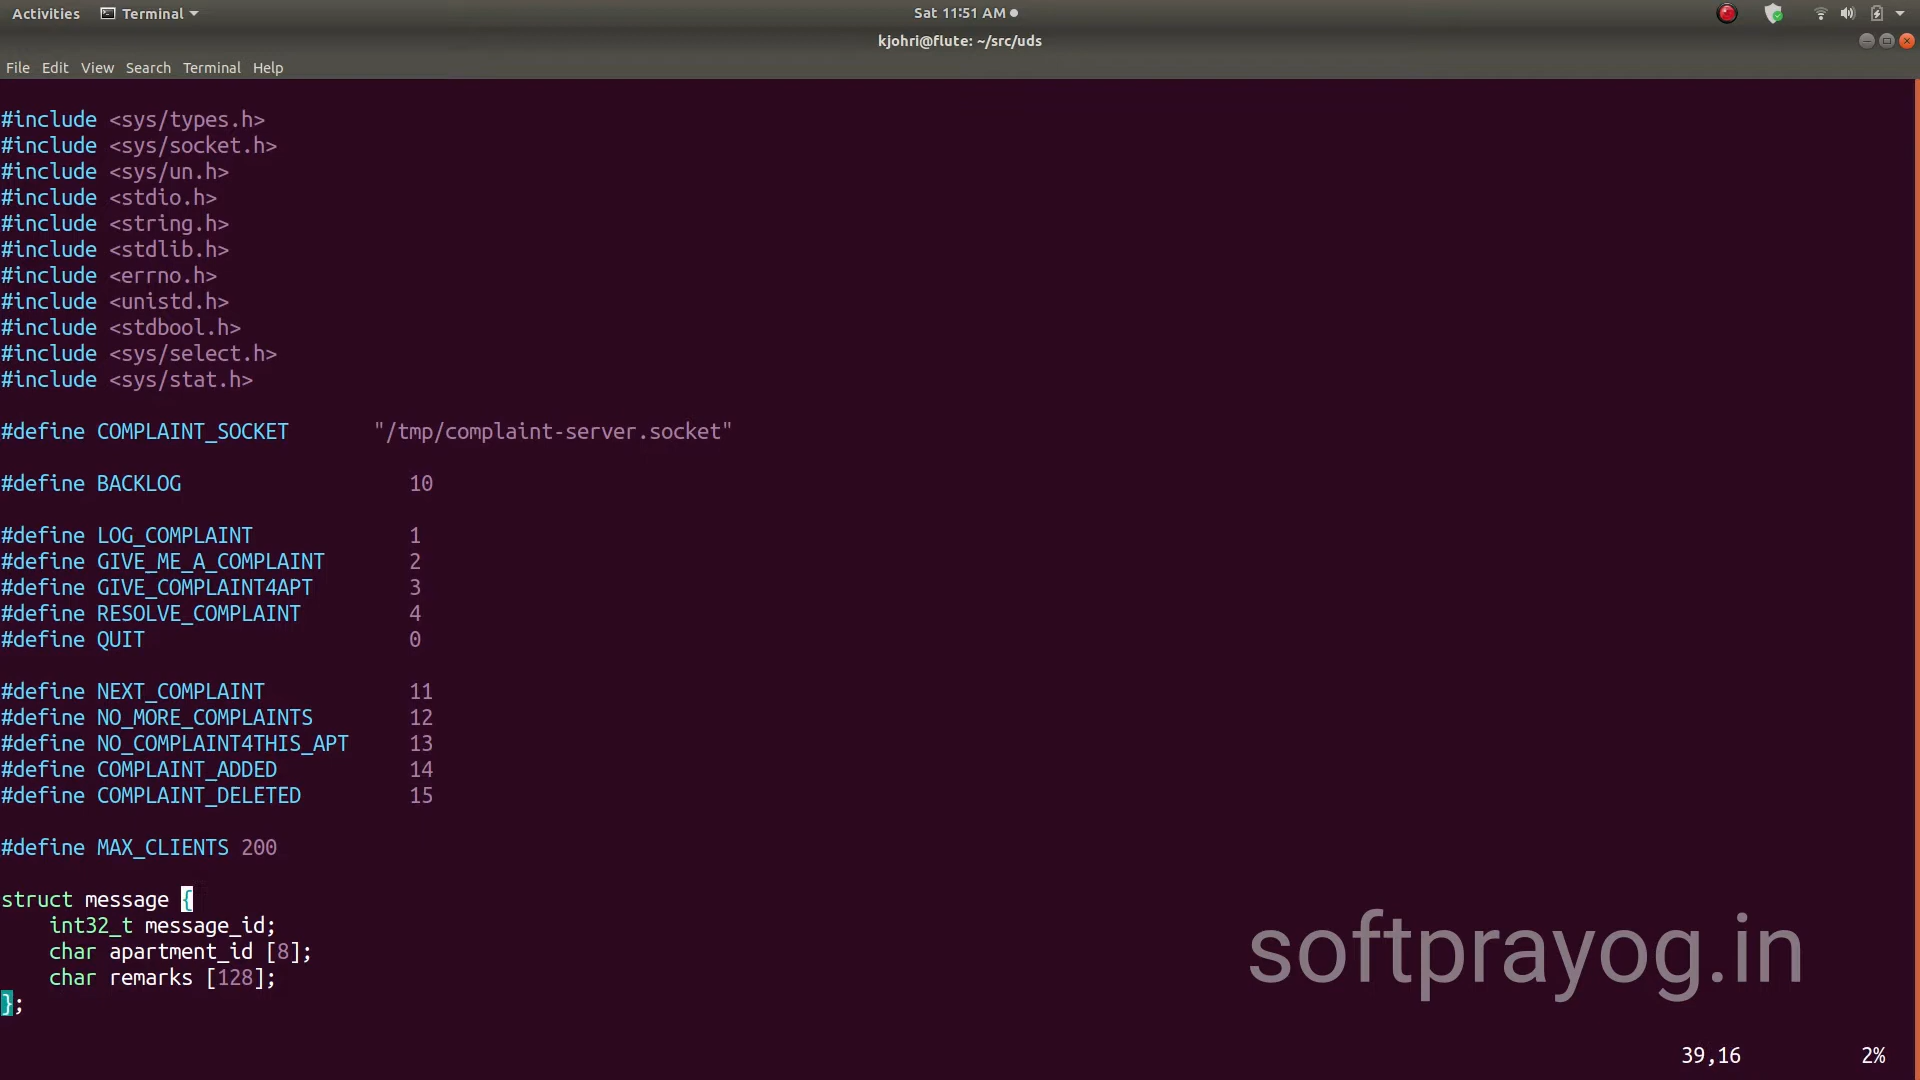 Activities Terminal Sat 11:51 AM
kjohri@flute: ~/src/uds
File Edit View Search Terminal Help
#include <sys/types.h>
#include <sys/socket.h>
#include <sys/un.h>
#include <stdio.h>
#include <string.h>
#include <stdlib.h>
#include <errno.h>
#include <unistd.h>
#include <stdbool.h>
#include <sys/select.h>
#include <sys/stat.h>
#define COMPLAINT_SOCKET "/tmp/complaint-server.socket"
#define BACKLOG 10
#define LOG_COMPLAINT 1
#define GIVE_ME_A_COMPLAINT 2
#define GIVE_COMPLAINT4APT 3
#define RESOLVE_COMPLAINT 4
#define QUIT 0
#define NEXT_COMPLAINT 11
#define NO_MORE_COMPLAINTS 12
#define NO_COMPLAINT4THIS_APT 13
#define COMPLAINT_ADDED 14
#define COMPLAINT_DELETED 15
#define MAX_CLIENTS 200
struct message {
int32_t message_id;
char apartment_id [8];
char remarks [128];
};
softprayog.in
39,16 2%